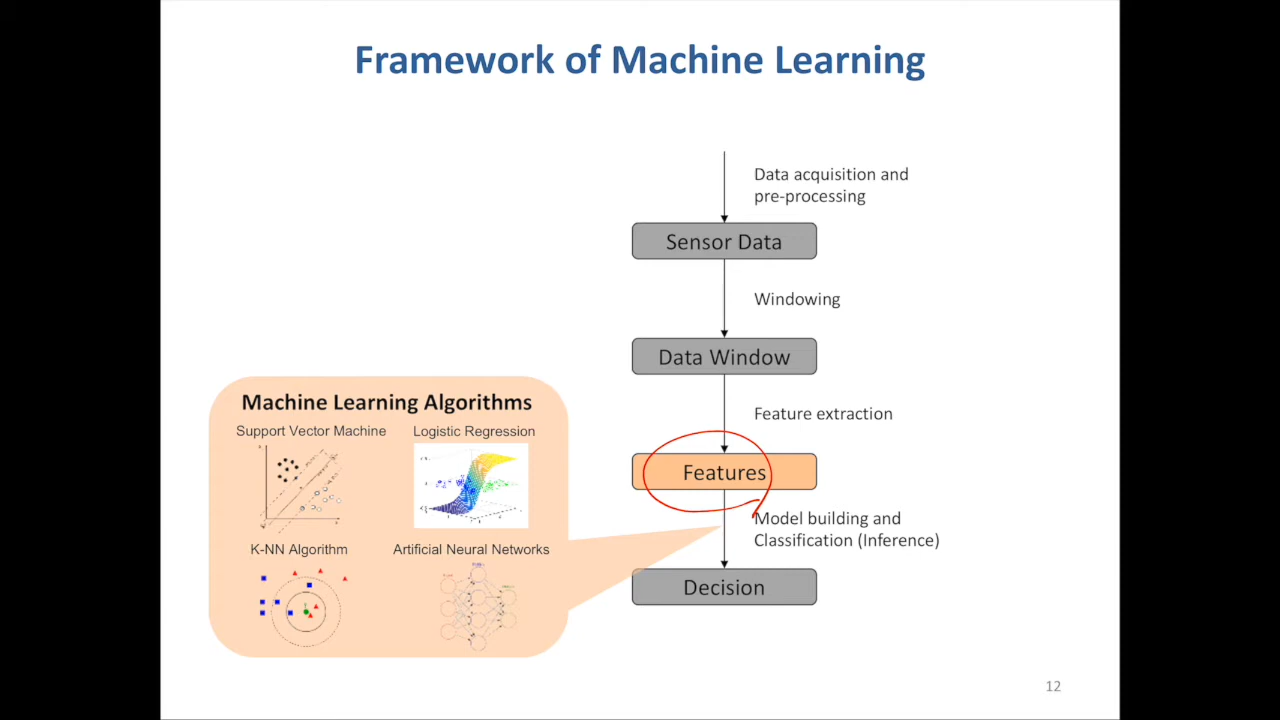 Framework of Machine Learning
Data acquisition and
pre-processing
Sensor Data
Windowing
Data Window
Feature extraction
Features
Model building and
Classification (Inference)
Decision
Machine Learning Algorithms
Support Vector Machine
Logistic Regression
K-NN Algorithm
Artificial Neural Networks
12